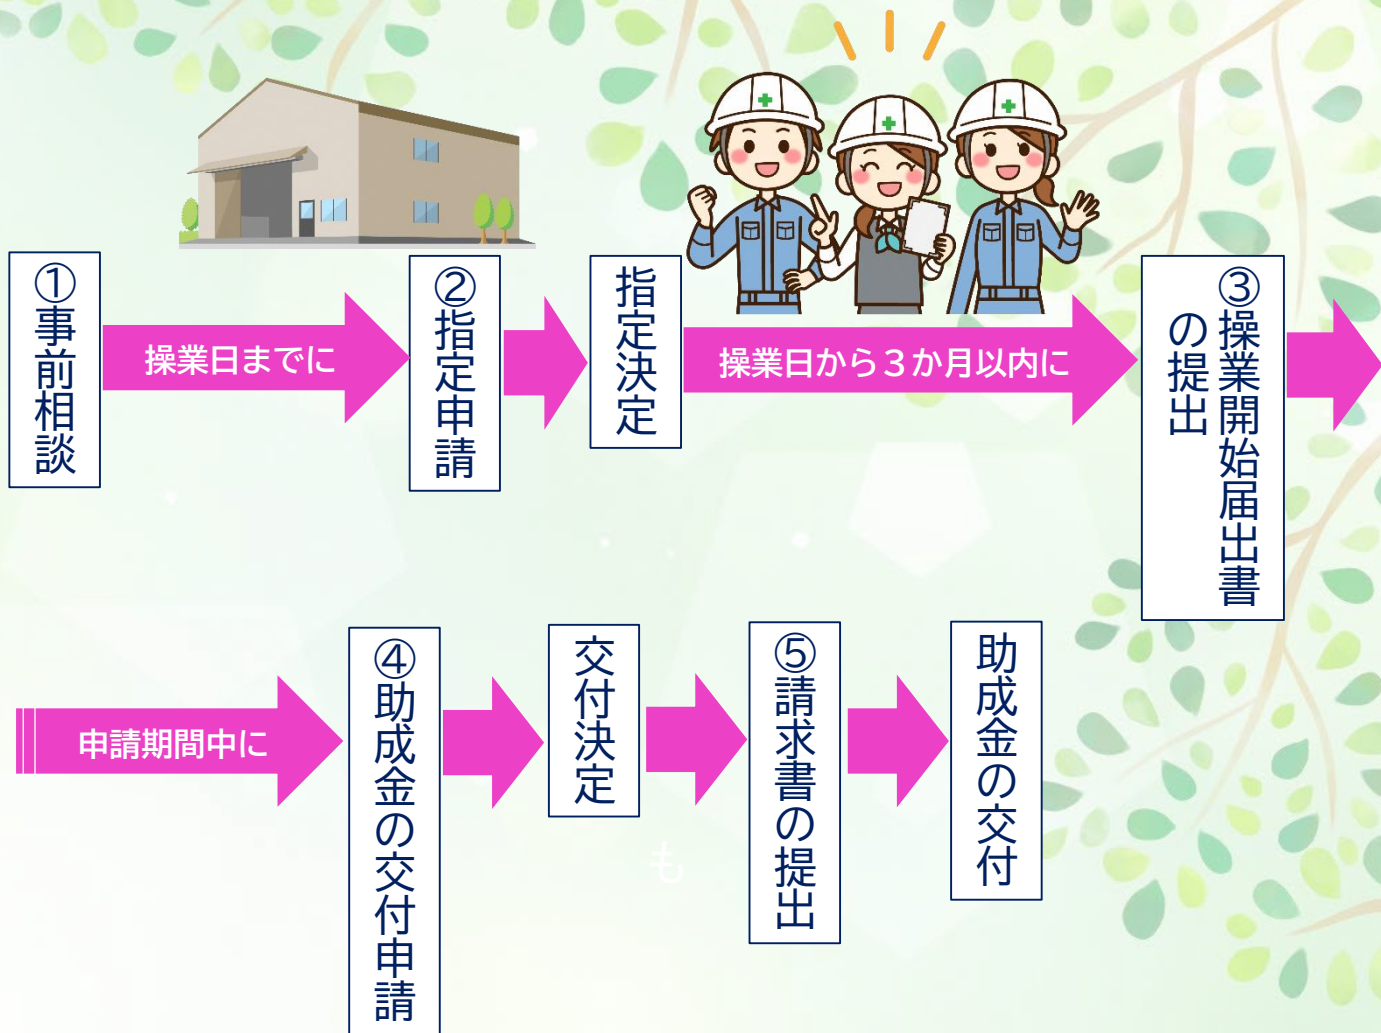 ①事前相談
操業日までに
②指定申請
指定決定
操業日から３か月以内に
③操業開始届出書
の提出
申請期間中に
④助成金の交付申請
交付決定
⑤請求書の提出
助成金の交付
も